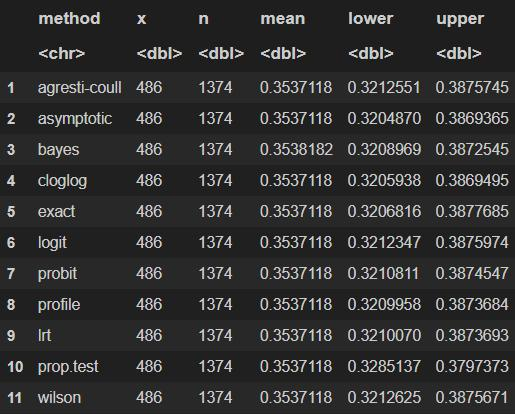 method x n mean lower upper
<chr> <dbl> <dbl> <dbl> <dbl> <dbl>
1 agresti-coull 486 1374 0.3537118 0.3212551 0.3875745
2 asymptotic 486 1374 0.3537118 0.3204870 0.3869365
3 bayes 486 1374 0.3538182 0.3208969 0.3872545
4 cloglog 486 1374 0.3537118 0.3205938 0.3869495
5 exact 486 1374 0.3537118 0.3206816 0.3877685
6 logit 486 1374 0.3537118 0.3212347 0.3875974
7 probit 486 1374 0.3537118 0.3210811 0.3874547
8 profile 486 1374 0.3537118 0.3209958 0.3873684
9 lrt 486 1374 0.3537118 0.3210070 0.3873693
10 prop.test 486 1374 0.3537118 0.3285137 0.3797373
11 wilson 486 1374 0.3537118 0.3212625 0.3875671